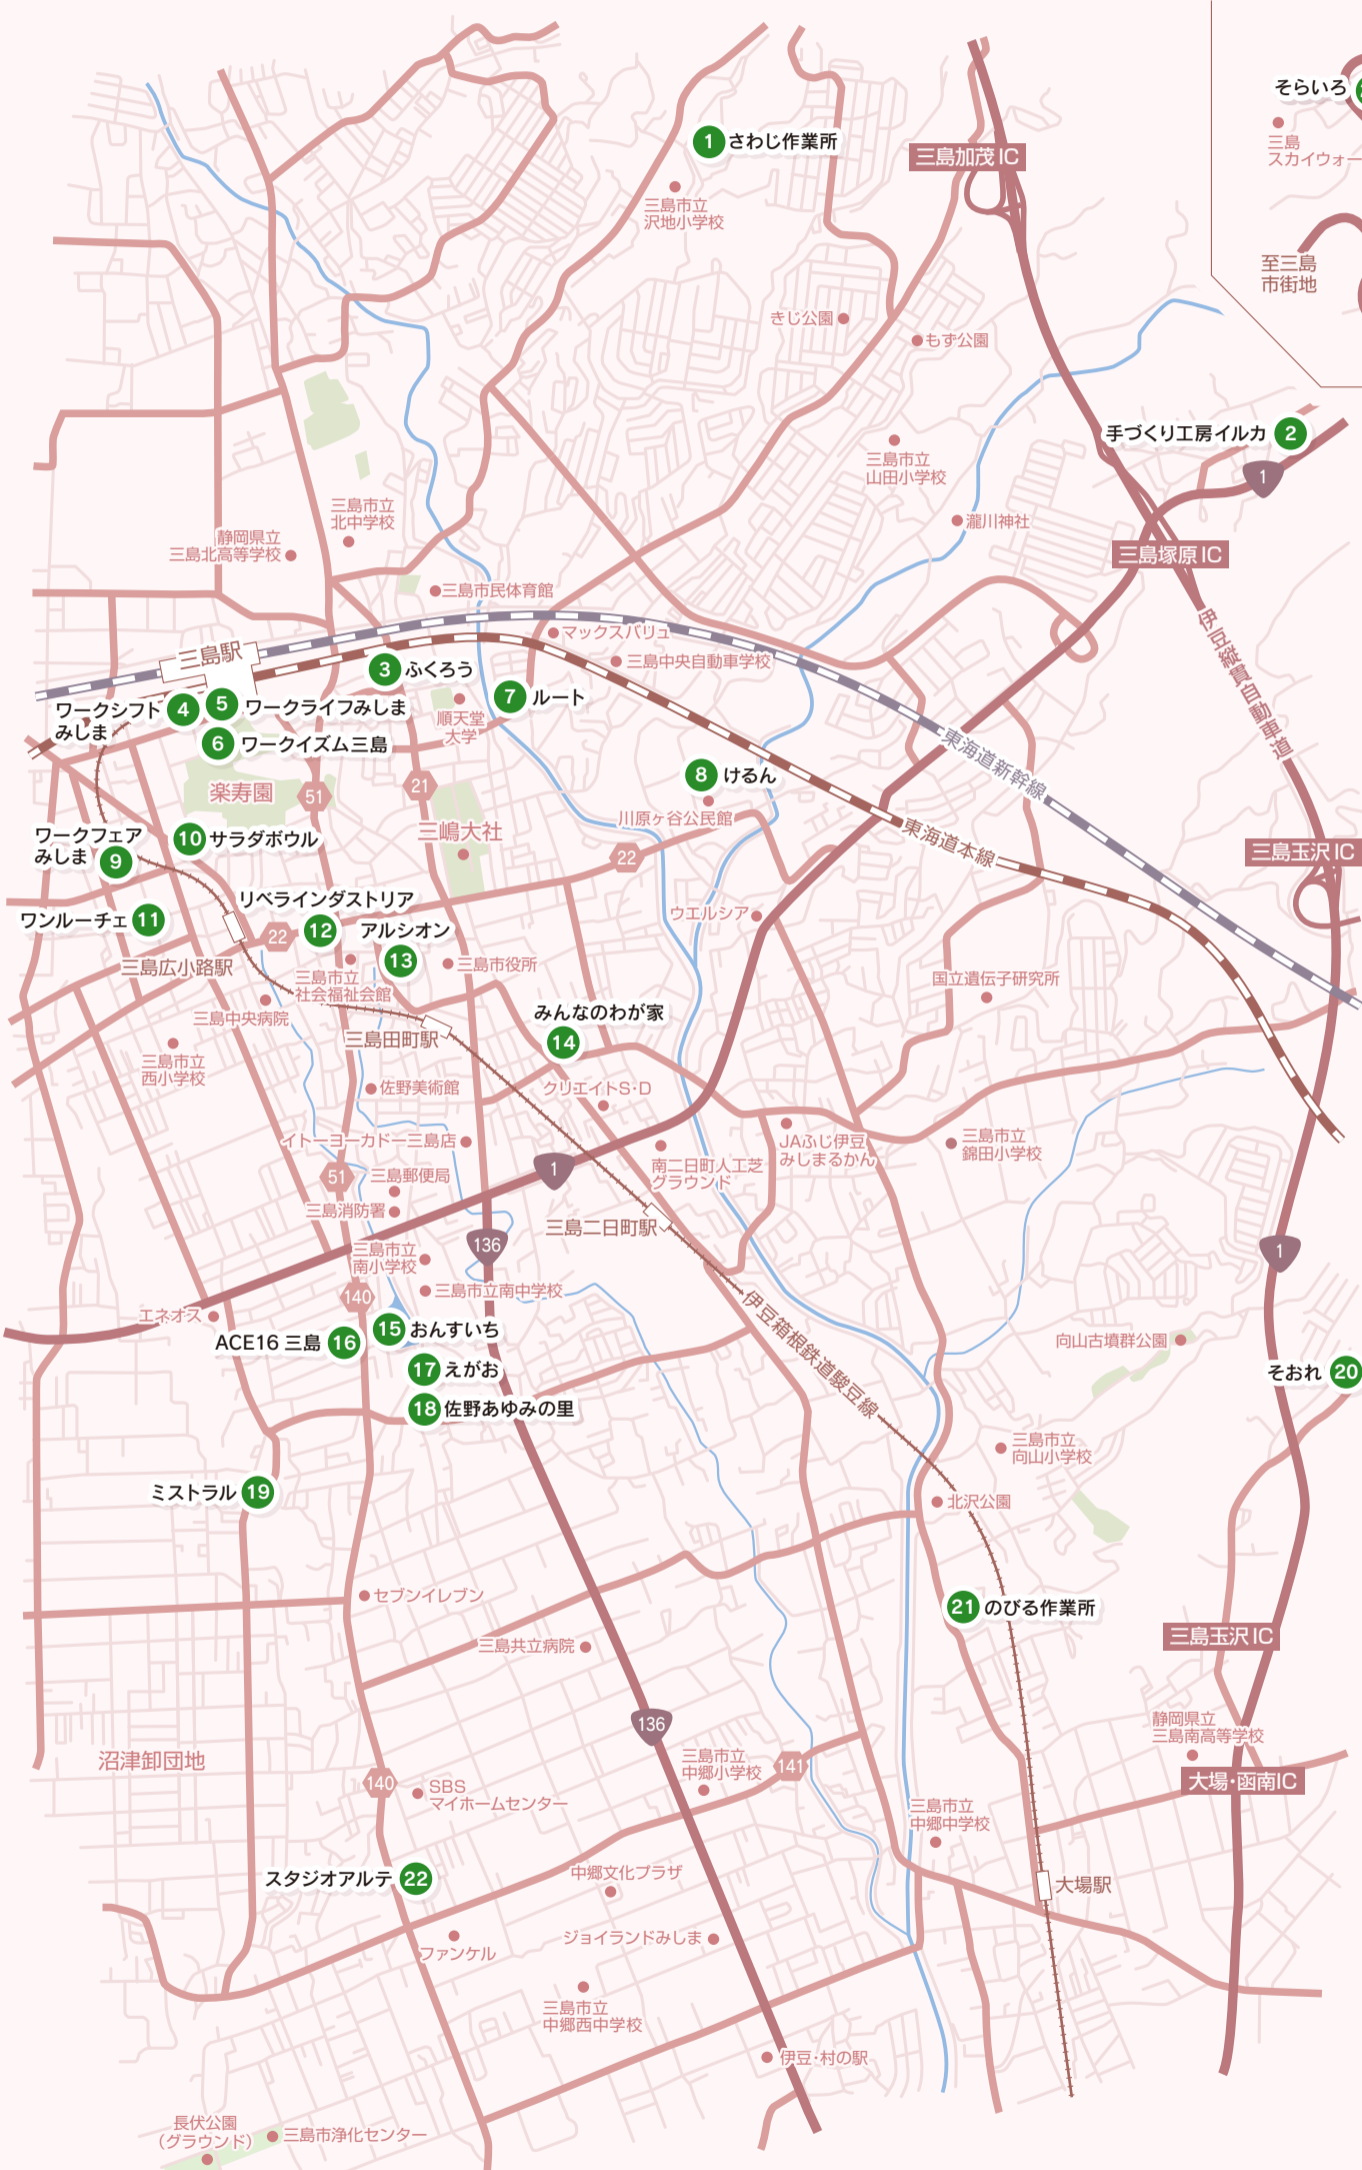 そらいろ
1 さわじ作業所
三島加茂IC
三島
スカイウォー
三島市立
沢地小学校
至三島
市街地
きじ公園
もず公園
手づくり工房イルカ 2
三島市立
山田小学校
1
三島市立
北中学校
瀧川神社
静岡県立
三島北高等学校
三島塚原IC
三島市民体育館
伊豆縦貫自動車道
マックスバリュ
三島駅
三島中央自動車学校
3 ふくろう
7 ルート
ワークシフト
みしま 4
5 ワークライフみしま
順天堂
大学
6 ワークイズム三島
東海道新幹線
8 けるん
楽寿園
51
21
川原ヶ谷公民館
三嶋大社
東海道本線
ワークフェア
みしま 9
10 サラダボウル
22
三島玉沢IC
リベラインダストリア
12
ワンルーチェ 11
ウエルシア
アルシオン
13
22
三島広小路駅
三島市役所
三島市立
社会福祉会館
国立遺伝子研究所
三島中央病院
みんなのわが家
14
三島田町駅
三島市立
西小学校
佐野美術館
クリエイトS・D
イトーヨーカドー三島店
JAふじ伊豆
みしまるかん
三島市立
錦田小学校
南二日町人工芝
グラウンド
1
51
三島郵便局
三島消防署
三島二日町駅
136
1
三島市立
南小学校
140
三島市立南中学校
伊豆箱根鉄道駿豆線
エネオス
15 おんすいち
ACE16 三島 16
向山古墳群公園
17 えがお
そおれ 20
18 佐野あゆみの里
三島市立
向山小学校
ミストラル 19
北沢公園
セブンイレブン
21 のびる作業所
三島共立病院
三島玉沢IC
136
静岡県立
三島南高等学校
沼津卸団地
三島市立
中郷小学校
141
140
大場・函南IC
SBS
マイホームセンター
三島市立
中郷中学校
スタジオアルテ 22
中郷文化プラザ
大場駅
ジョイランドみしま
ファンケル
三島市立
中郷西中学校
伊豆・村の駅
長伏公園
（グラウンド）
三島市浄化センター